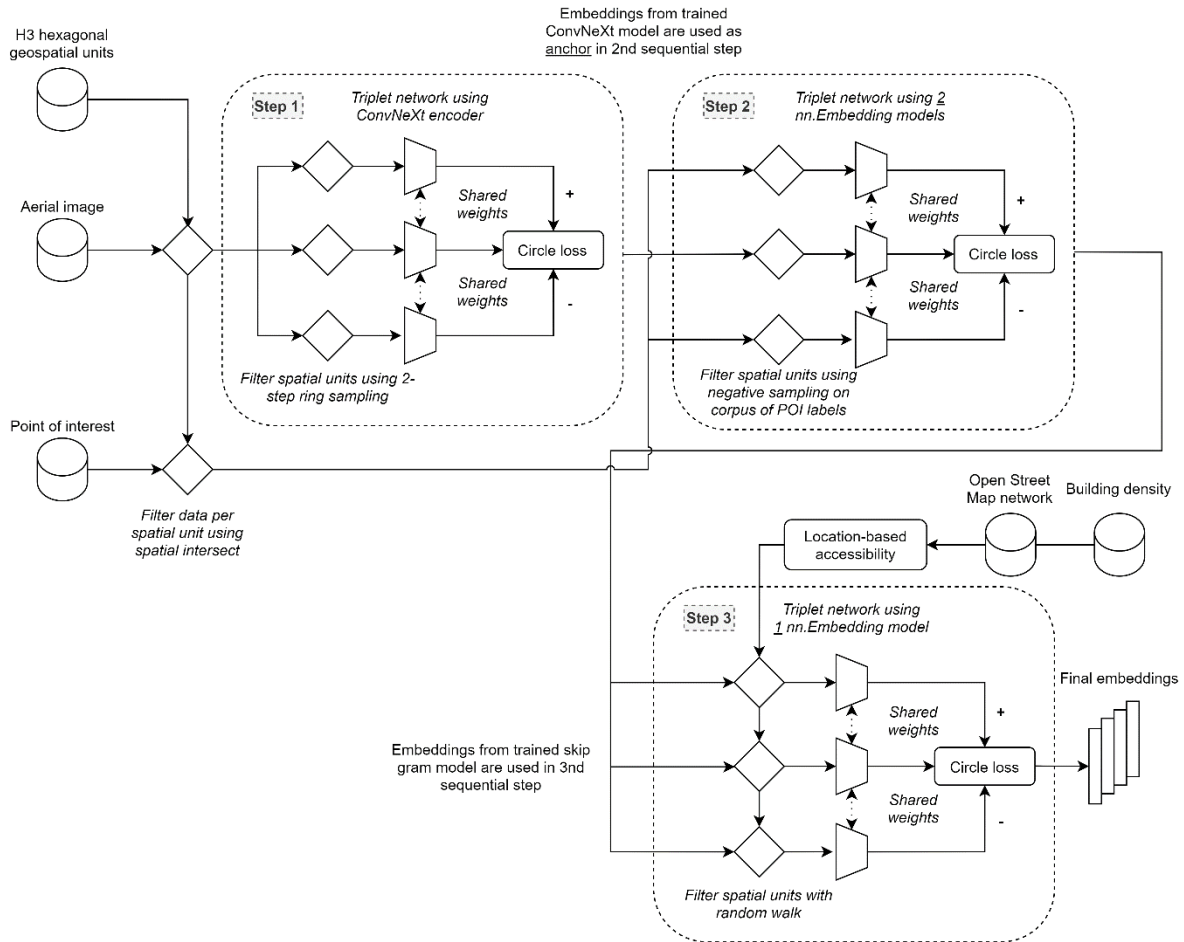 Embeddings from trained
ConvNeXt model are used as
anchor in 2nd sequential step
H3 hexagonal
geospatial units
Step 1
Triplet network using
ConvNeXt encoder
Step 2
Triplet network using 2
nn.Embedding models
Shared
weights
+
Shared
weights
+
Aerial image
Circle loss
Circle loss
Shared
weights
-
Shared
weights
-
Filter spatial units using 2-
step ring sampling
Filter spatial units using
negative sampling on
corpus of POI labels
Point of interest
Filter data per
spatial unit using
spatial intersect
Open Street
Map network
Building density
Location-based
accessibility
Step 3
Triplet network using
1 nn.Embedding model
Final embeddings
Shared
weights
+
Embeddings from trained skip
gram model are used in 3nd
sequential step
Circle loss
Shared
weights
-
Filter spatial units with
random walk